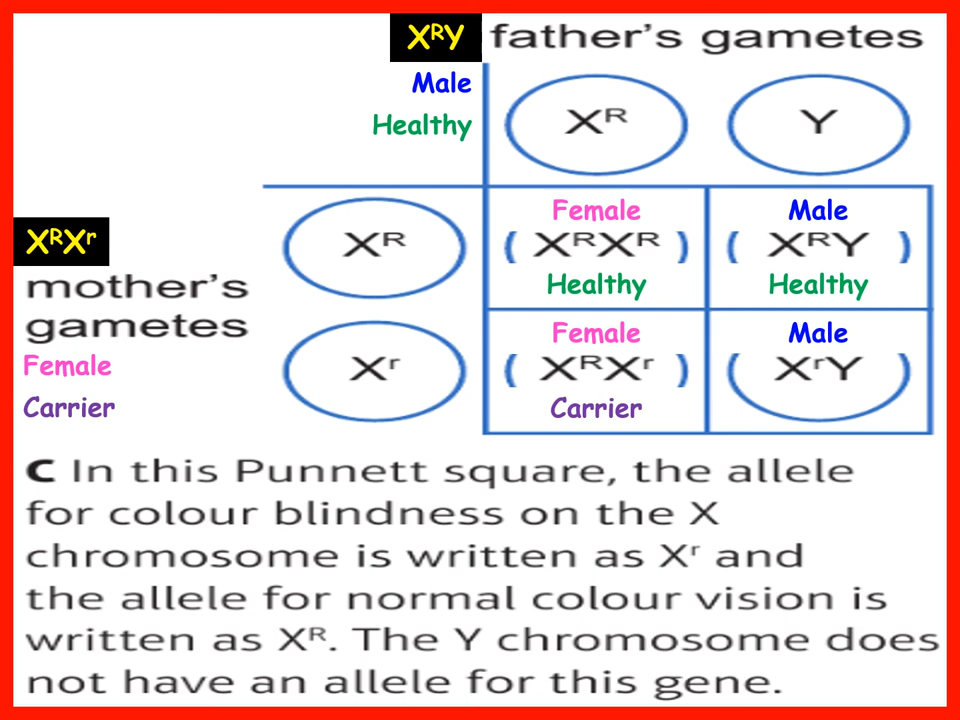 XᴿY father's gametes
Male
Healthy
Xᴿ Y
XᴿXʳ
mother's
gametes
Female
Carrier
Xᴿ
Female
( XᴿXᴿ )
Healthy
Male
( XᴿY )
Healthy
Xʳ
Female
( XᴿXʳ )
Carrier
Male
( XʳY )
C In this Punnett square, the allele
for colour blindness on the X
chromosome is written as Xʳ and
the allele for normal colour vision is
written as Xᴿ. The Y chromosome does
not have an allele for this gene.